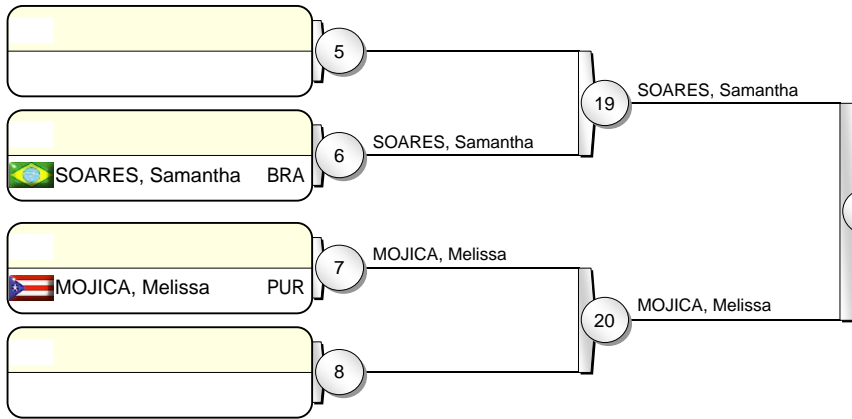 5
19 SOARES, Samantha
6 SOARES, Samantha
SOARES, Samantha BRA
7 MOJICA, Melissa
MOJICA, Melissa PUR
20 MOJICA, Melissa
8